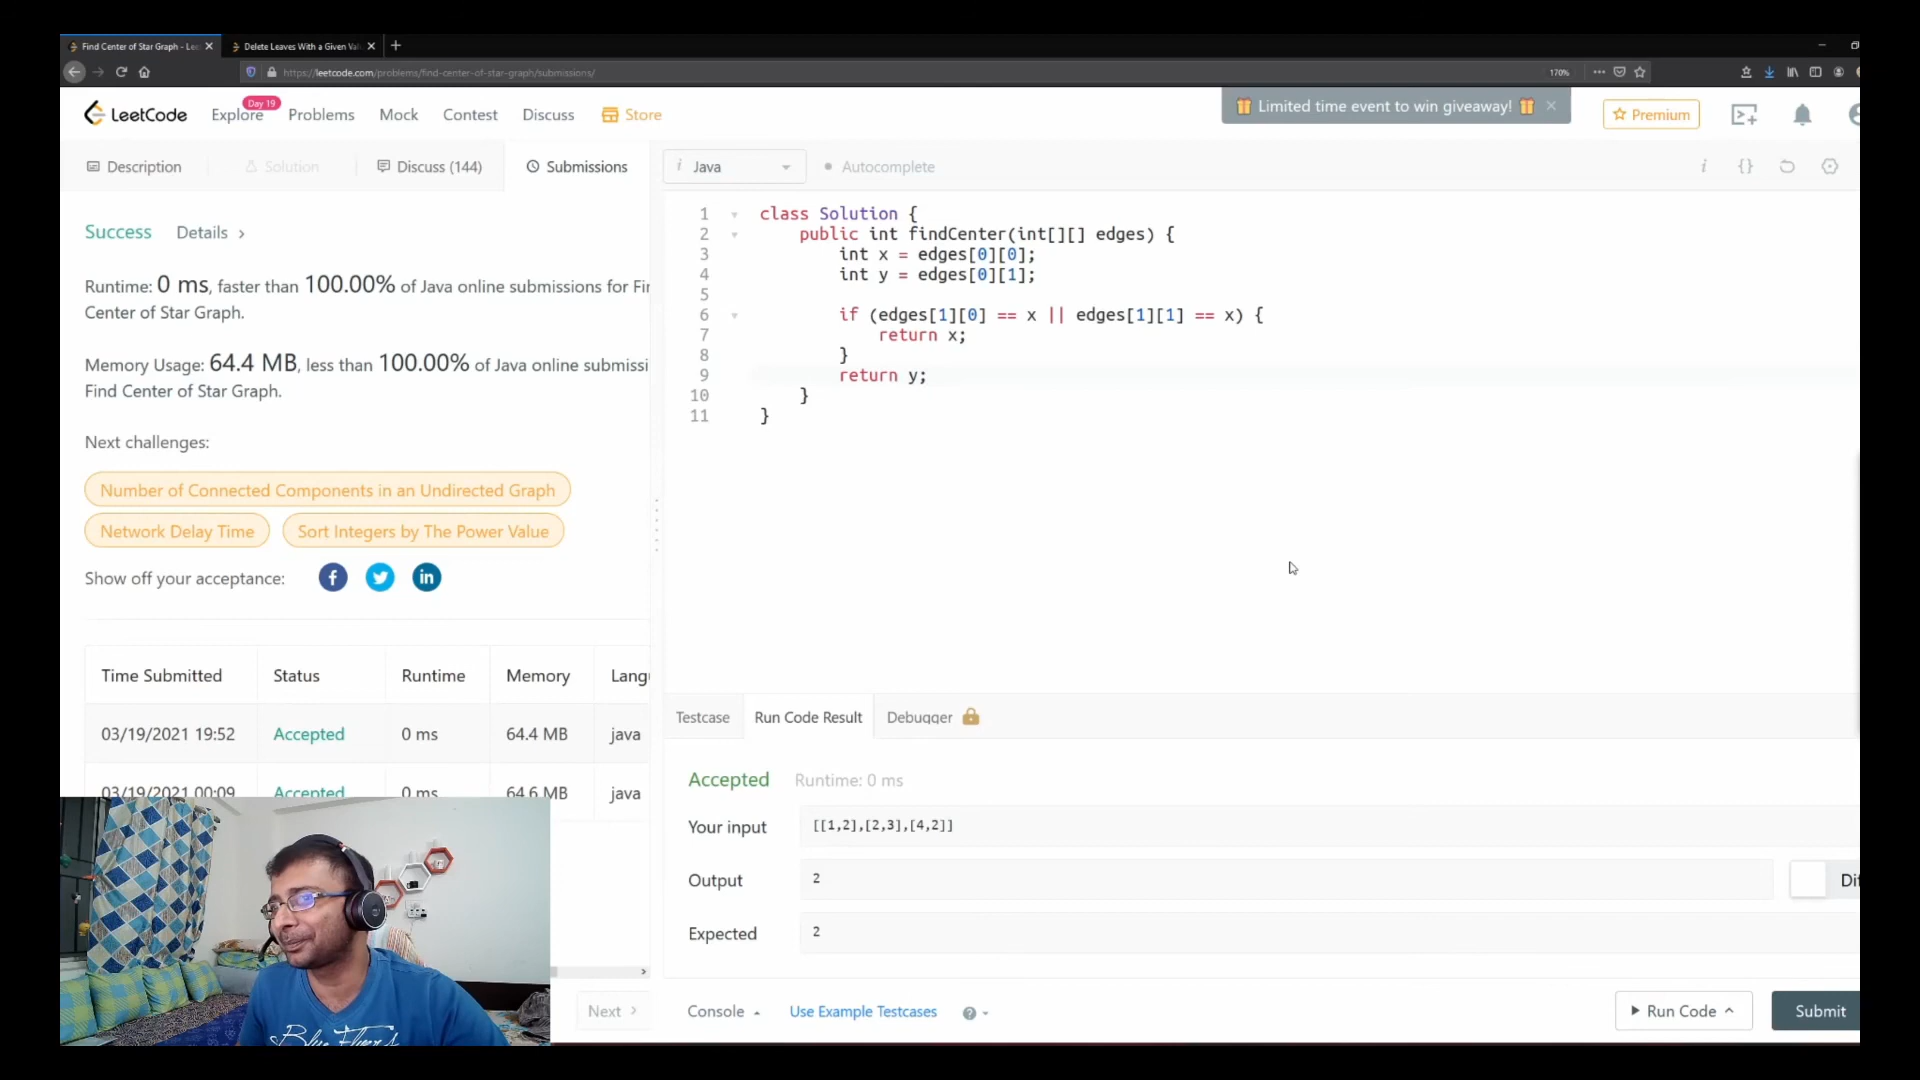 Find Center of Star Graph - Lee
Delete Leaves With a Given Val
https://leetcode.com/problems/find-center-of-star-graph/submissions/
170%
LeetCode
Explore
Day 19
Problems
Mock
Contest
Discuss
Store
Limited time event to win giveaway!
Premium
Description
Solution
Discuss (144)
Submissions
i Java
Autocomplete
Success
Details
Runtime: 0 ms, faster than 100.00% of Java online submissions for Fin
Center of Star Graph.
Memory Usage: 64.4 MB, less than 100.00% of Java online submissi
Find Center of Star Graph.
Next challenges:
Number of Connected Components in an Undirected Graph
Network Delay Time
Sort Integers by The Power Value
Show off your acceptance:
Time Submitted Status Runtime Memory Langu
03/19/2021 19:52 Accepted 0 ms 64.4 MB java
03/19/2021 00:09 Accepted 0 ms 64.6 MB java
Next
1 class Solution {
2 public int findCenter(int[][] edges) {
3 int x = edges[0][0];
4 int y = edges[0][1];
5
6 if (edges[1][0] == x || edges[1][1] == x) {
7 return x;
8 }
9 return y;
10 }
11 }
Testcase
Run Code Result
Debugger
Accepted Runtime: 0 ms
Your input [[1,2],[2,3],[4,2]]
Output 2
Dif
Expected 2
Console
Use Example Testcases
Run Code
Submit
Blue Flyers